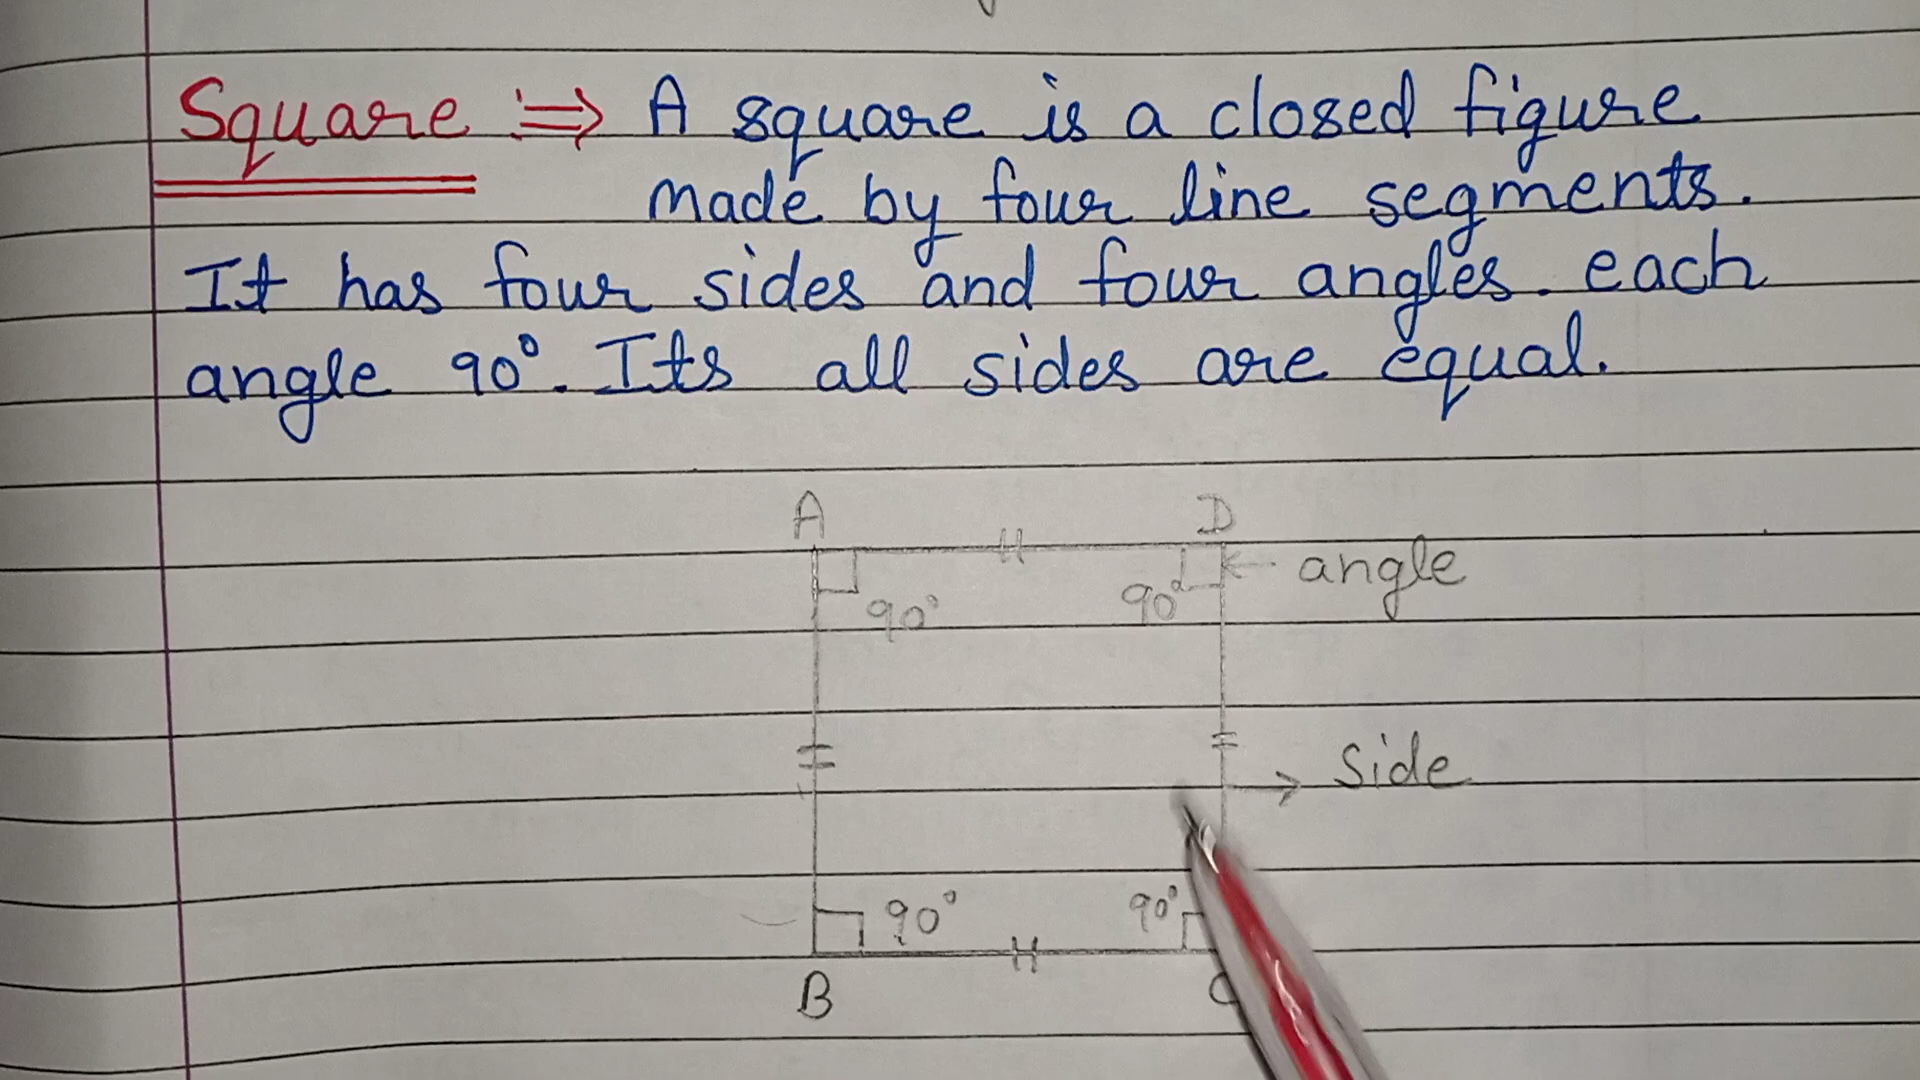 Square :⇒ A square is a closed figure
made by four line segments.
It has four sides and four angles. each
angle 90°. Its all sides are equal.
A D
angle
90° 90°
Side
90° 90°
B C